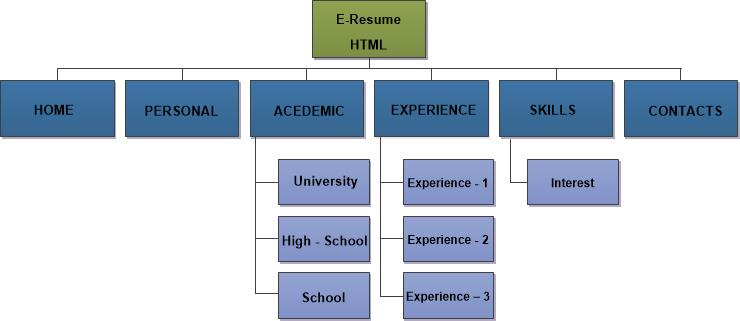 E-Resume
HTML
HOME
PERSONAL
ACEDEMIC
EXPERIENCE
SKILLS
CONTACTS
University
Experience - 1
Interest
High - School
Experience - 2
School
Experience – 3